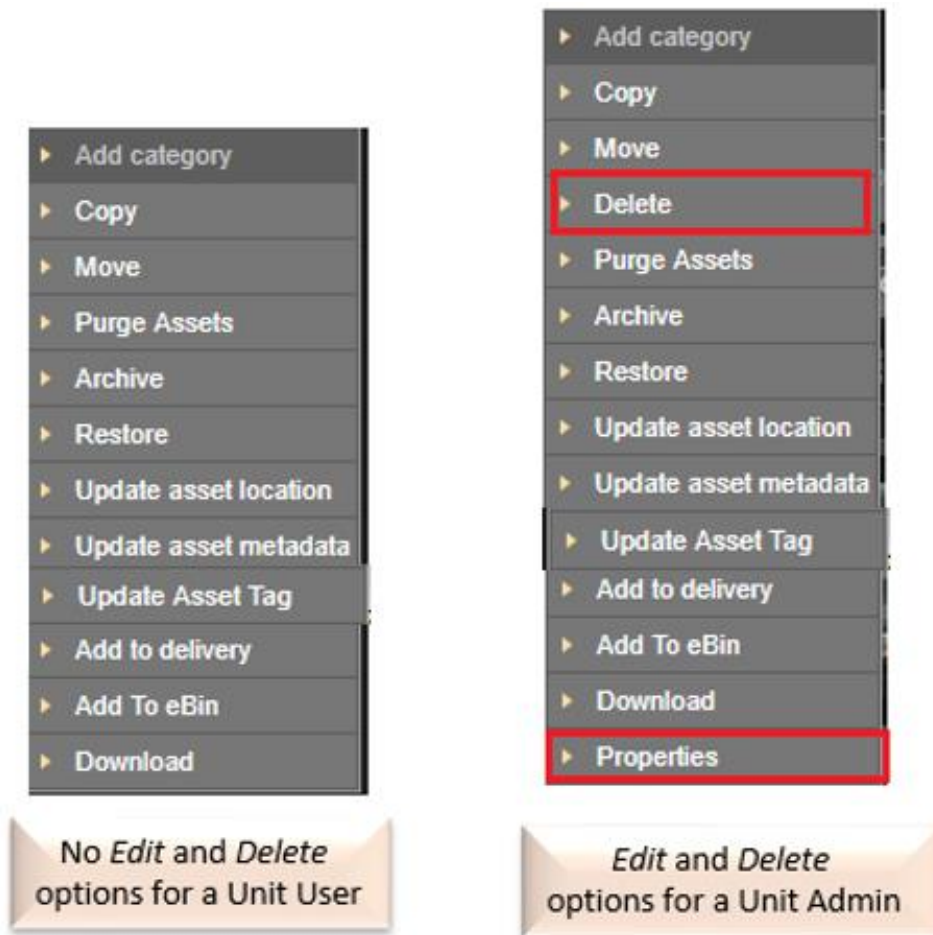 Add category
Copy
Move
Purge Assets
Archive
Restore
Update asset location
Update asset metadata
Update Asset Tag
Add to delivery
Add To eBin
Download
No Edit and Delete
options for a Unit User
Add category
Copy
Move
Delete
Purge Assets
Archive
Restore
Update asset location
Update asset metadata
Update Asset Tag
Add to delivery
Add To eBin
Download
Properties
Edit and Delete
options for a Unit Admin